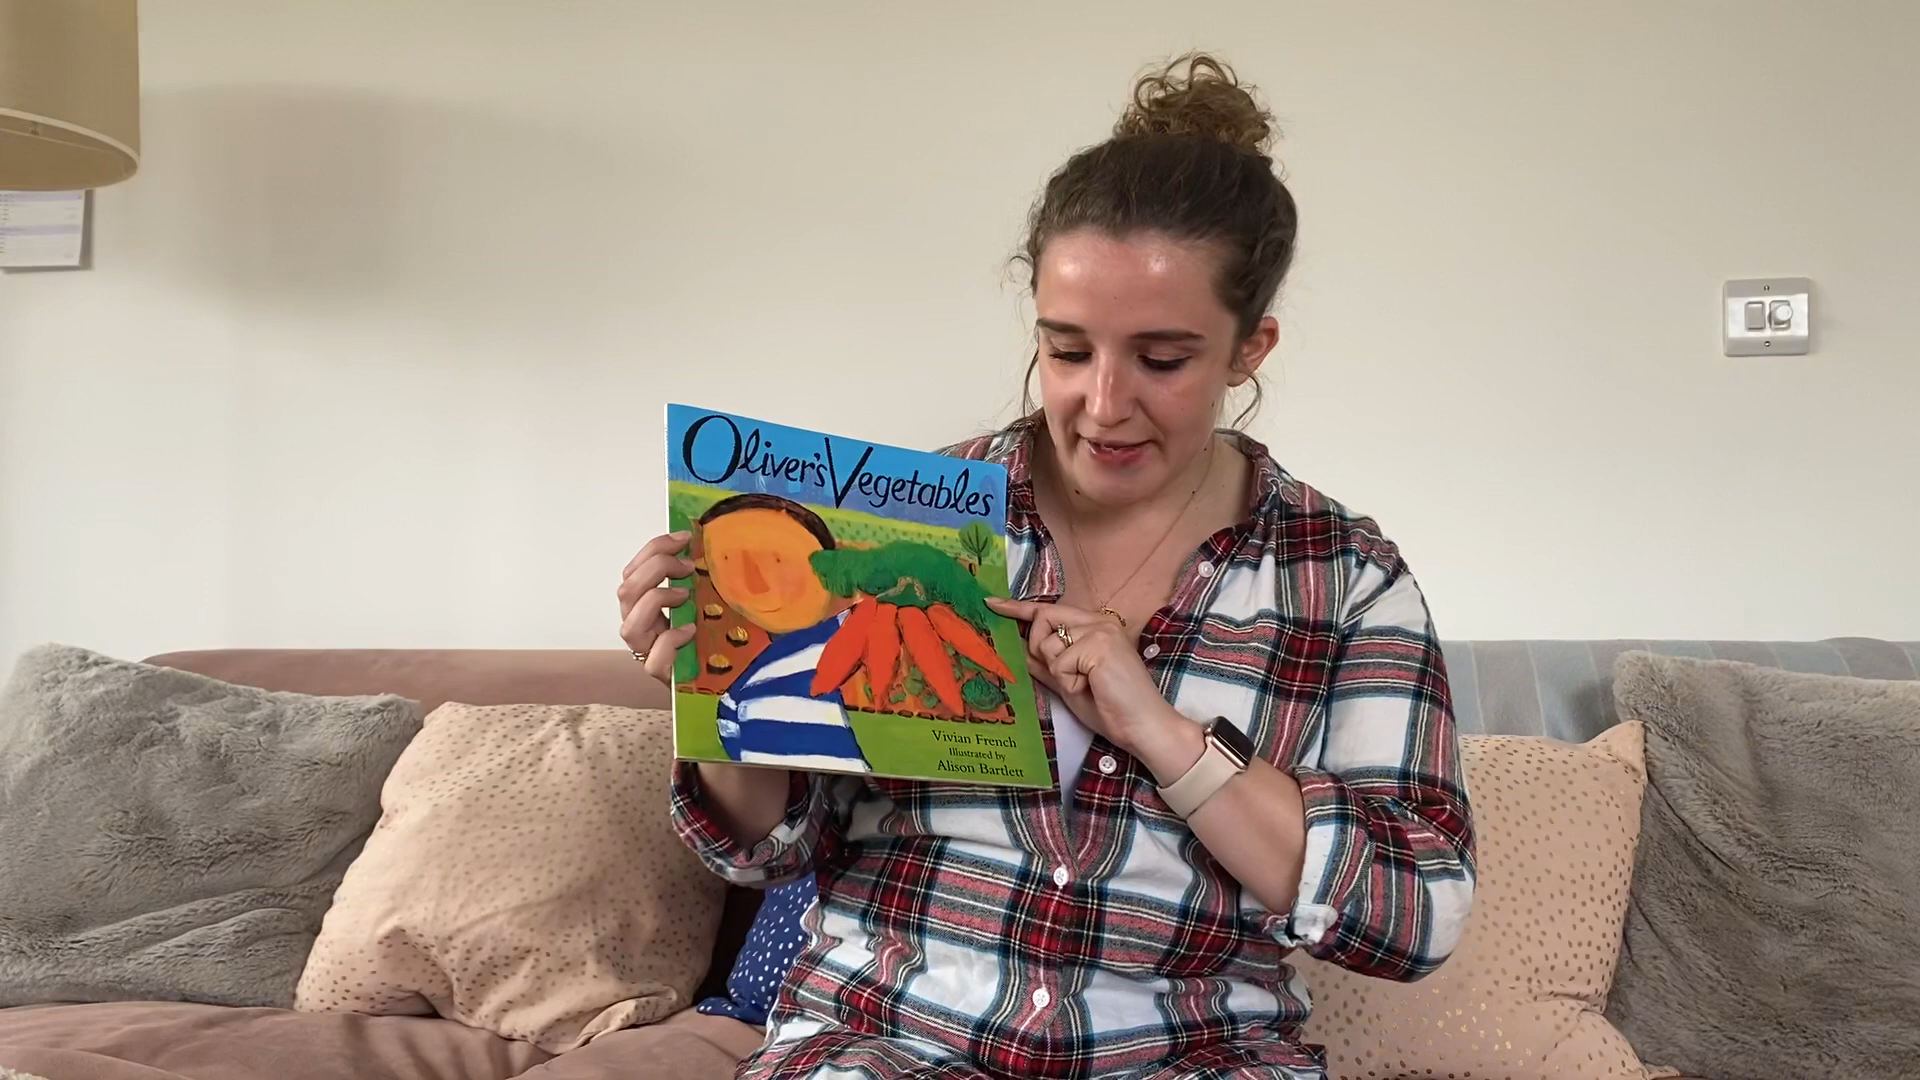 Oliver's Vegetables
Vivian French
Illustrated by
Alison Bartlett